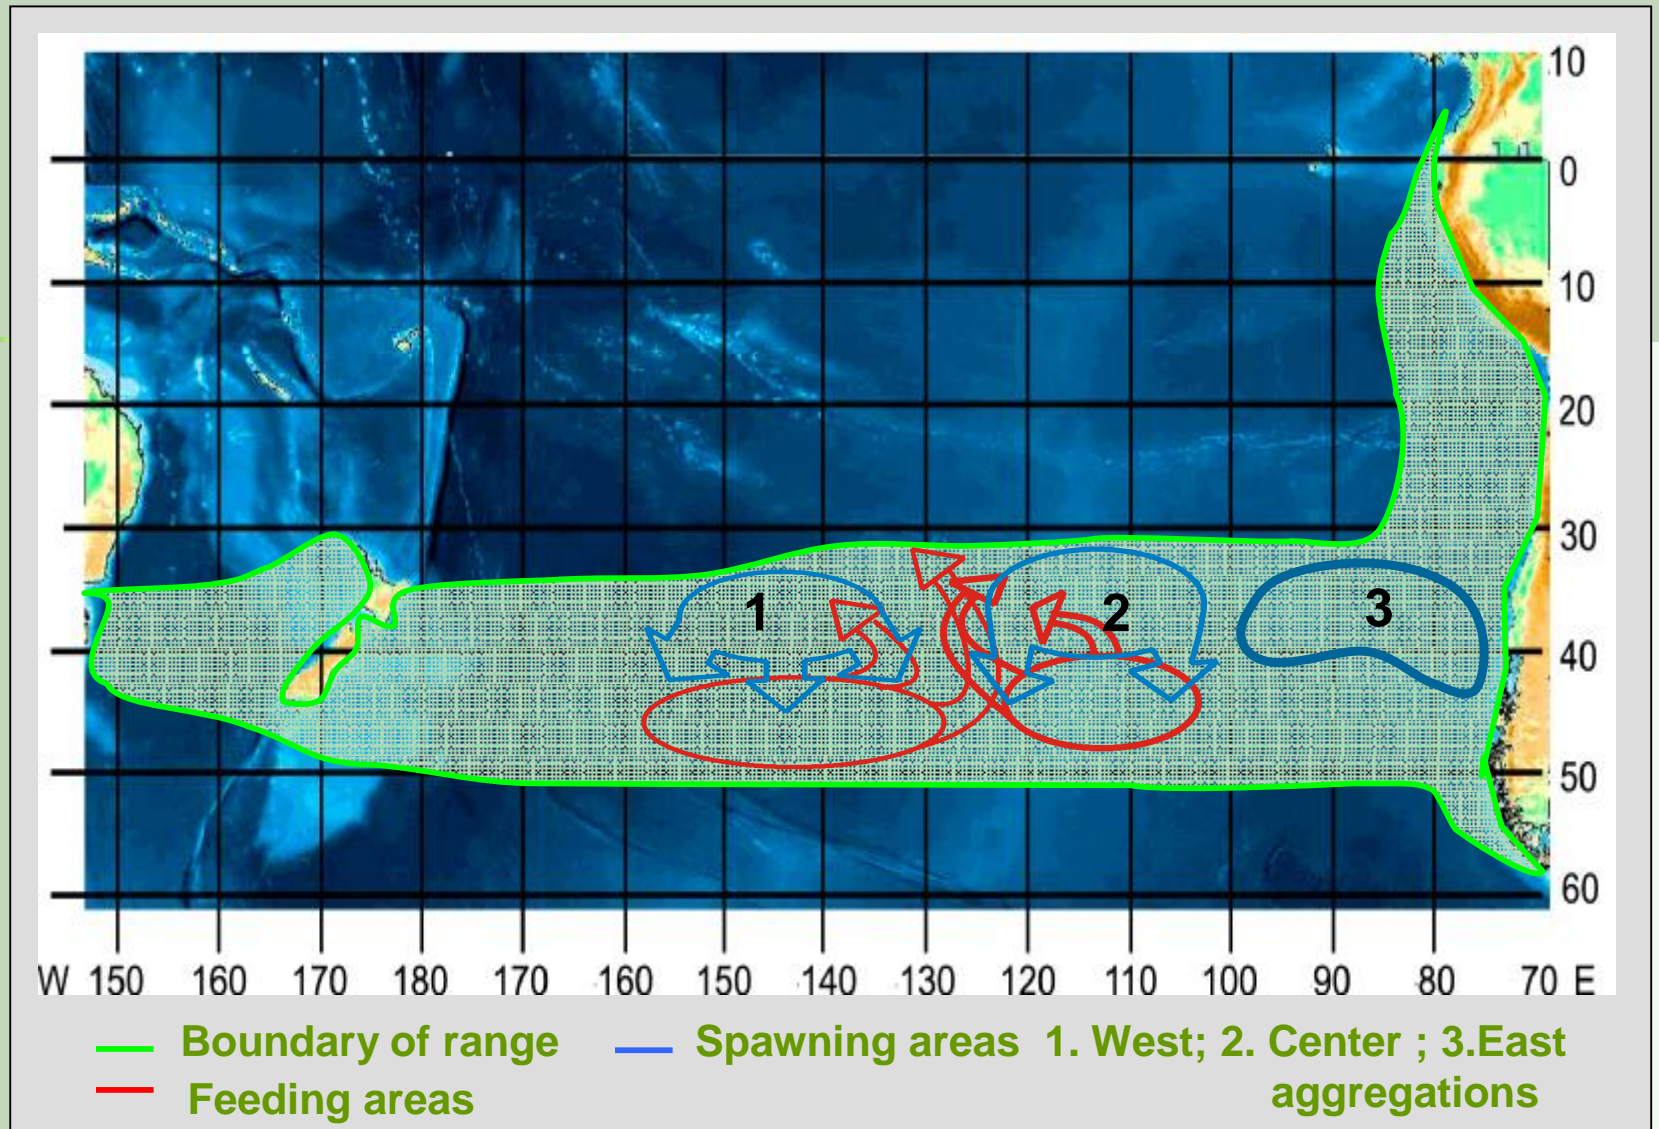 10
0
10
20
30
40
50
60
1 2 3
W 150 160 170 180 170 160 150 140 130 120 110 100 90 80 70 E
Boundary of range Spawning areas 1. West; 2. Center ; 3.East
Feeding areas aggregations